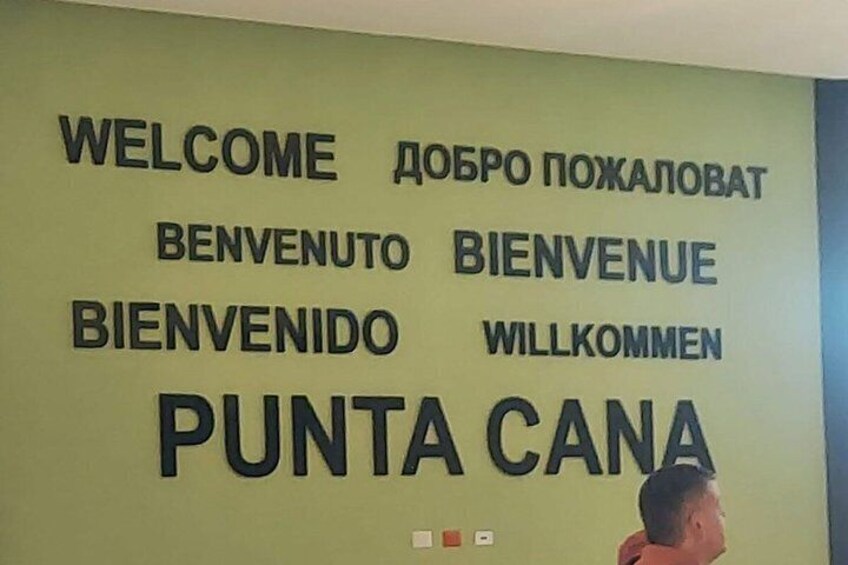 WELCOME ДОБРО ПОЖАЛОВАТ
BENVENUTO BIENVENUE
BIENVENIDO WILLKOMMEN
PUNTA CANA